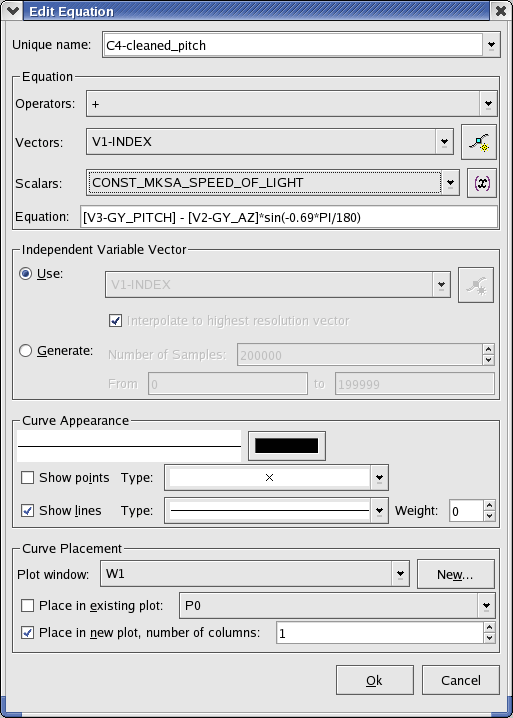 Edit Equation
Unique name: C4-cleaned_pitch
Equation
Operators: +
Vectors: V1-INDEX
Scalars: CONST_MKSA_SPEED_OF_LIGHT (x)
Equation: [V3-GY_PITCH] - [V2-GY_AZ]*sin(-0.69*PI/180)
Independent Variable Vector
Use: V1-INDEX
Interpolate to highest resolution vector
Generate: Number of Samples: 200000
From 0 to 199999
Curve Appearance
Show points Type:
Show lines Type: Weight: 0
Curve Placement
Plot window: W1 New...
Place in existing plot: P0
Place in new plot, number of columns: 1
Ok Cancel